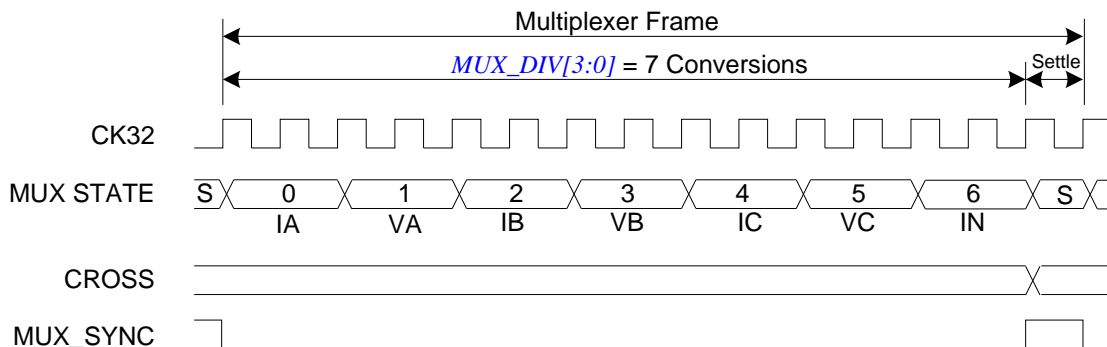 Multiplexer Frame
MUX_DIV[3:0] = 7 Conversions
Settle
CK32
MUX STATE
S 0 1 2 3 4 5 6 S
IA VA IB VB IC VC IN
CROSS
MUX_SYNC